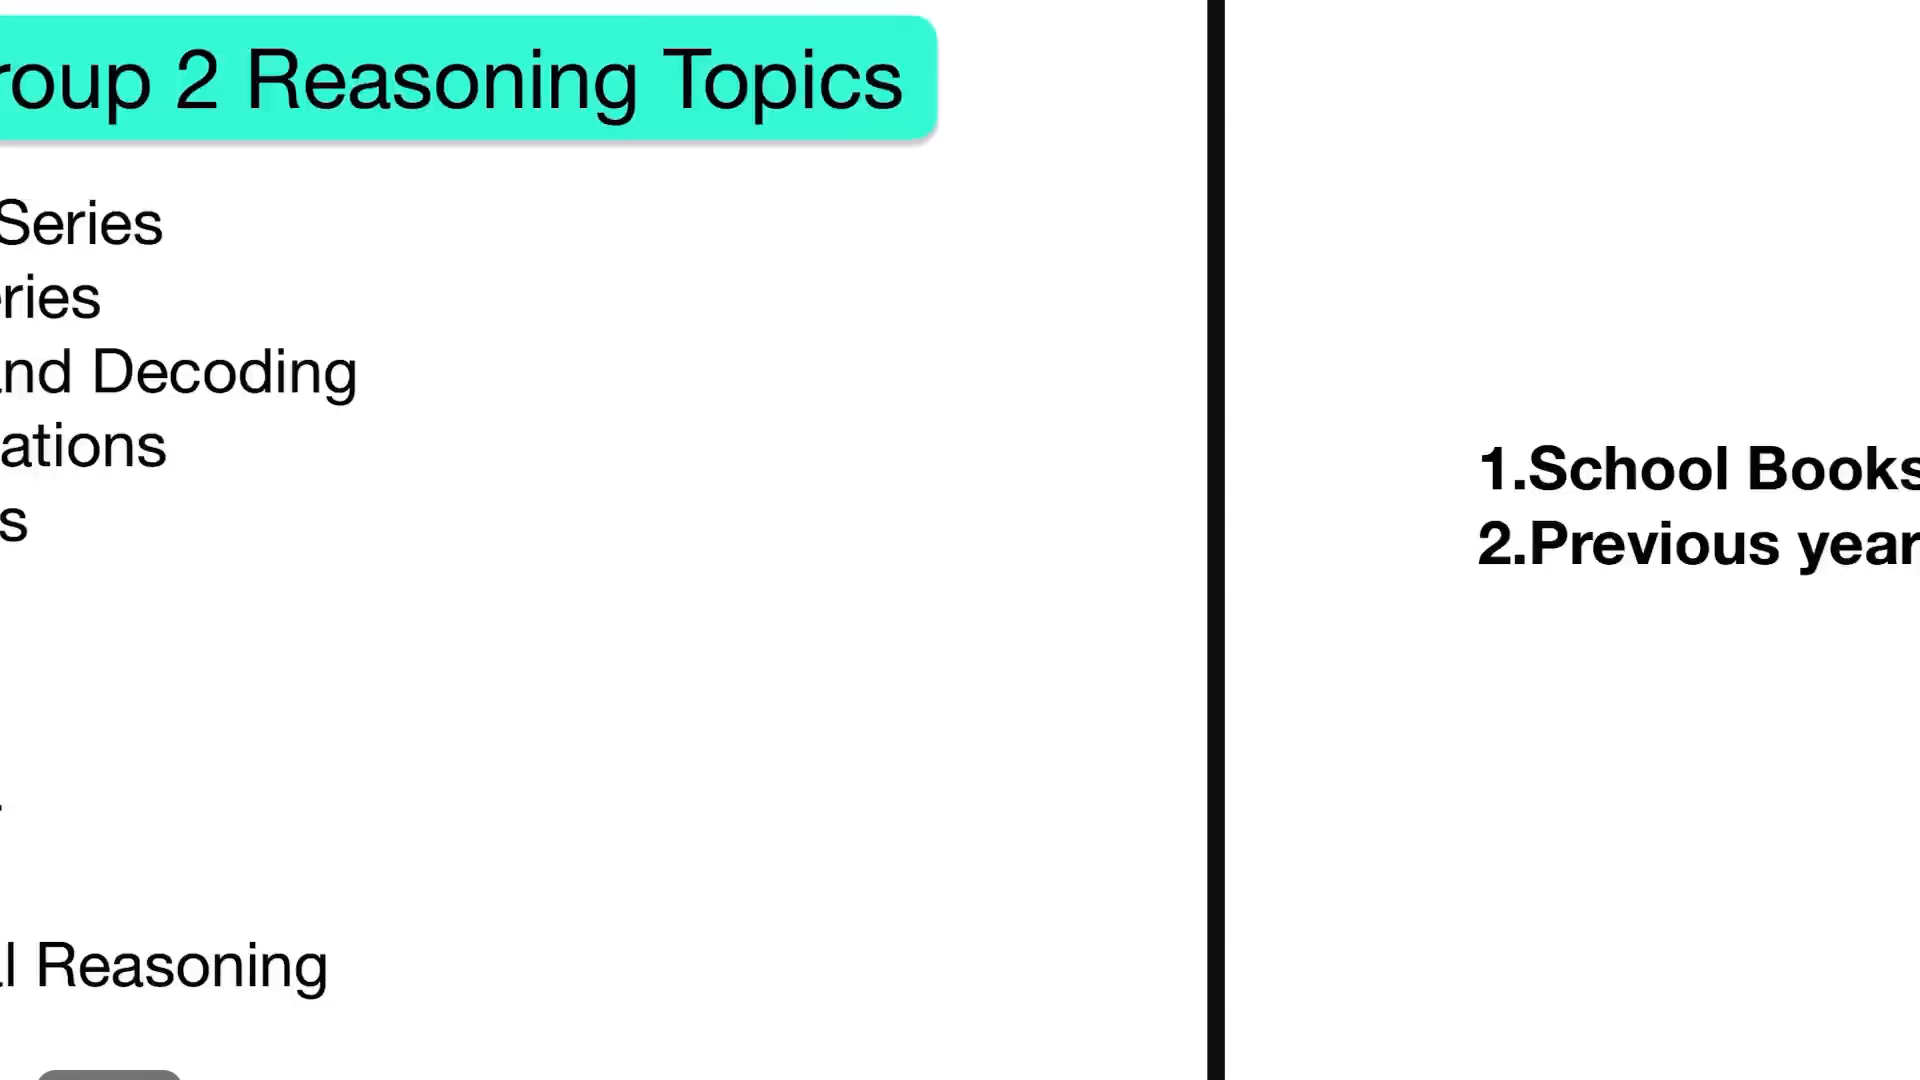 roup 2 Reasoning Topics
Series
ries
nd Decoding
ations
s
l Reasoning
1.School Books
2.Previous year